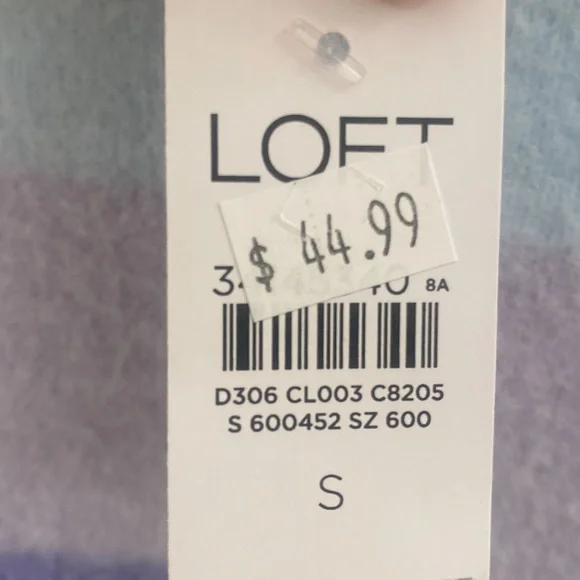 LOFT
$ 44.99
8A
D306 CL003 C8205
S 600452 SZ 600
S